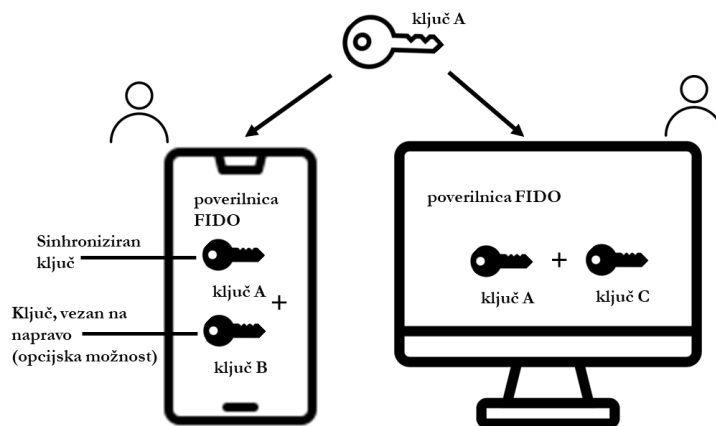 ključ A
poverilnica
FIDO
Sinhroniziran
ključ
ključ A
+
Ključ, vezan na
napravo
(opcijska možnost)
ključ B
poverilnica FIDO
+
ključ A
ključ C